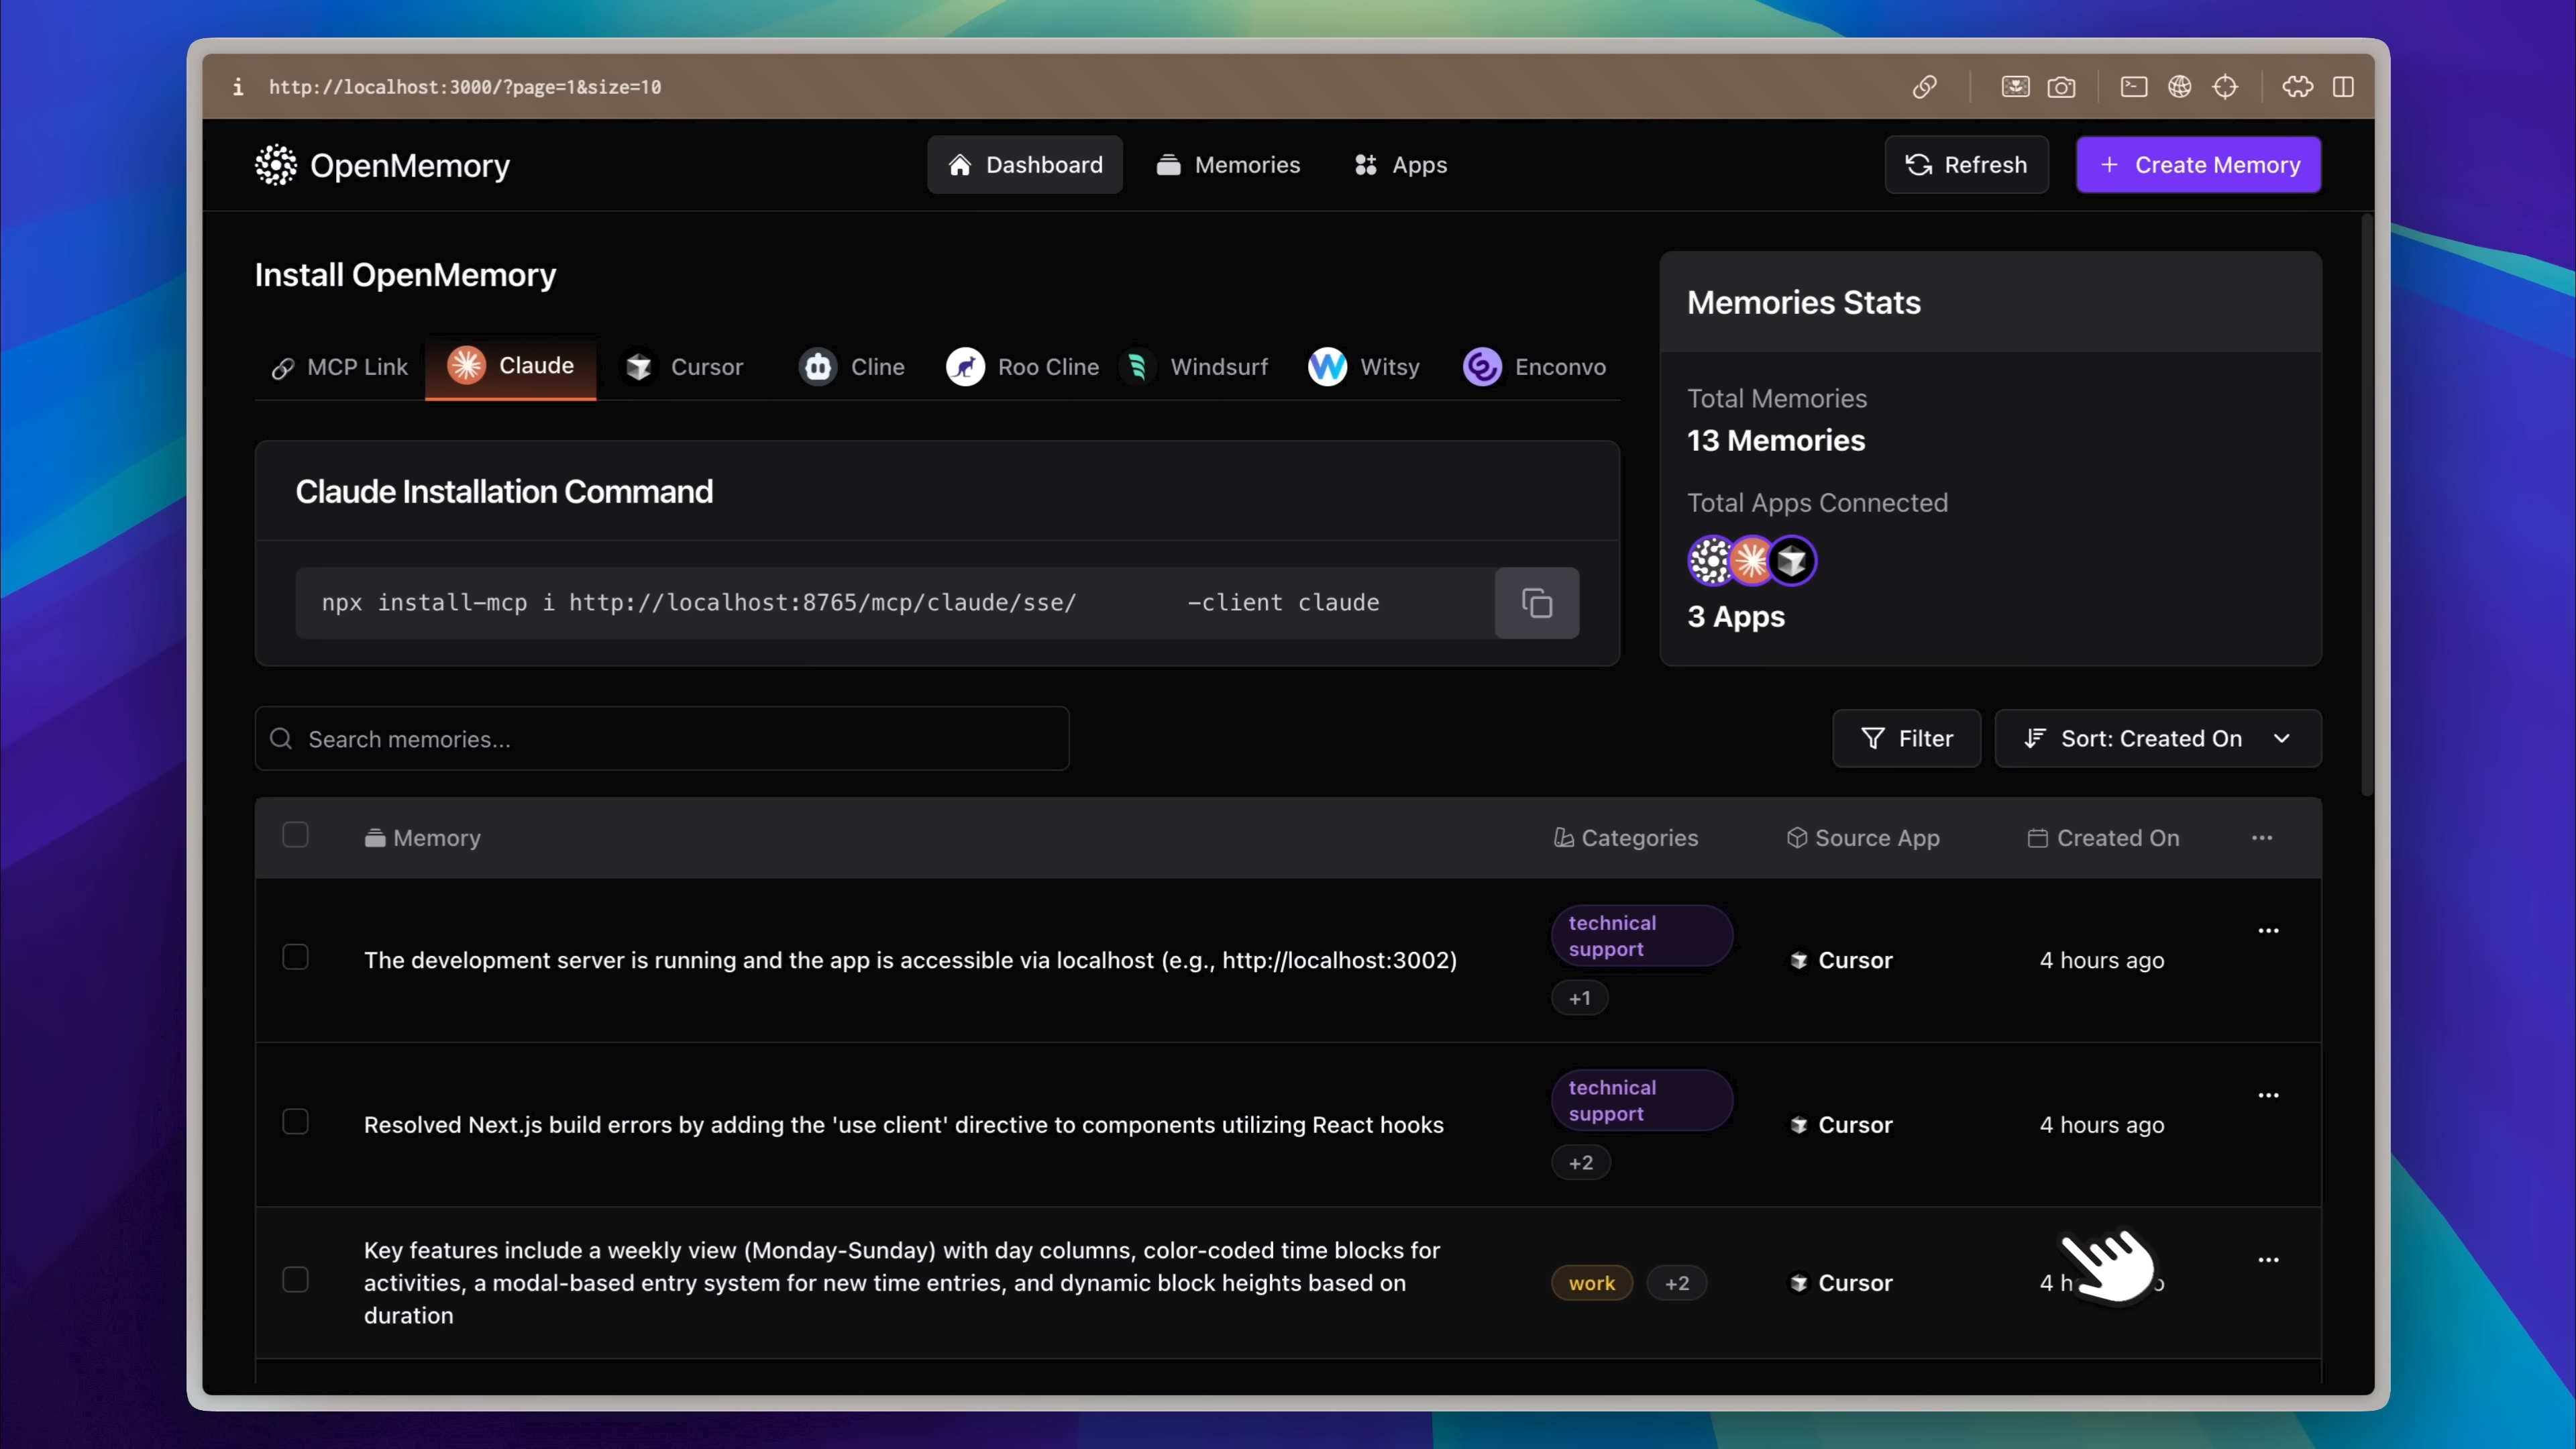 i http://localhost:3000/?page=1&size=10
OpenMemory
Dashboard Memories Apps
Refresh + Create Memory
Install OpenMemory
MCP Link Claude Cursor Cline Roo Cline Windsurf Witsy Enconvo
Claude Installation Command
npx install-mcp i http://localhost:8765/mcp/claude/sse/ -client claude
Memories Stats
Total Memories
13 Memories
Total Apps Connected
3 Apps
Search memories...
Filter
Sort: Created On
Memory Categories Source App Created On ...
The development server is running and the app is accessible via localhost (e.g., http://localhost:3002)
technical
support
+1
Cursor
4 hours ago
...
Resolved Next.js build errors by adding the 'use client' directive to components utilizing React hooks
technical
support
+2
Cursor
4 hours ago
...
Key features include a weekly view (Monday-Sunday) with day columns, color-coded time blocks for
activities, a modal-based entry system for new time entries, and dynamic block heights based on
duration
work +2
Cursor
4
...